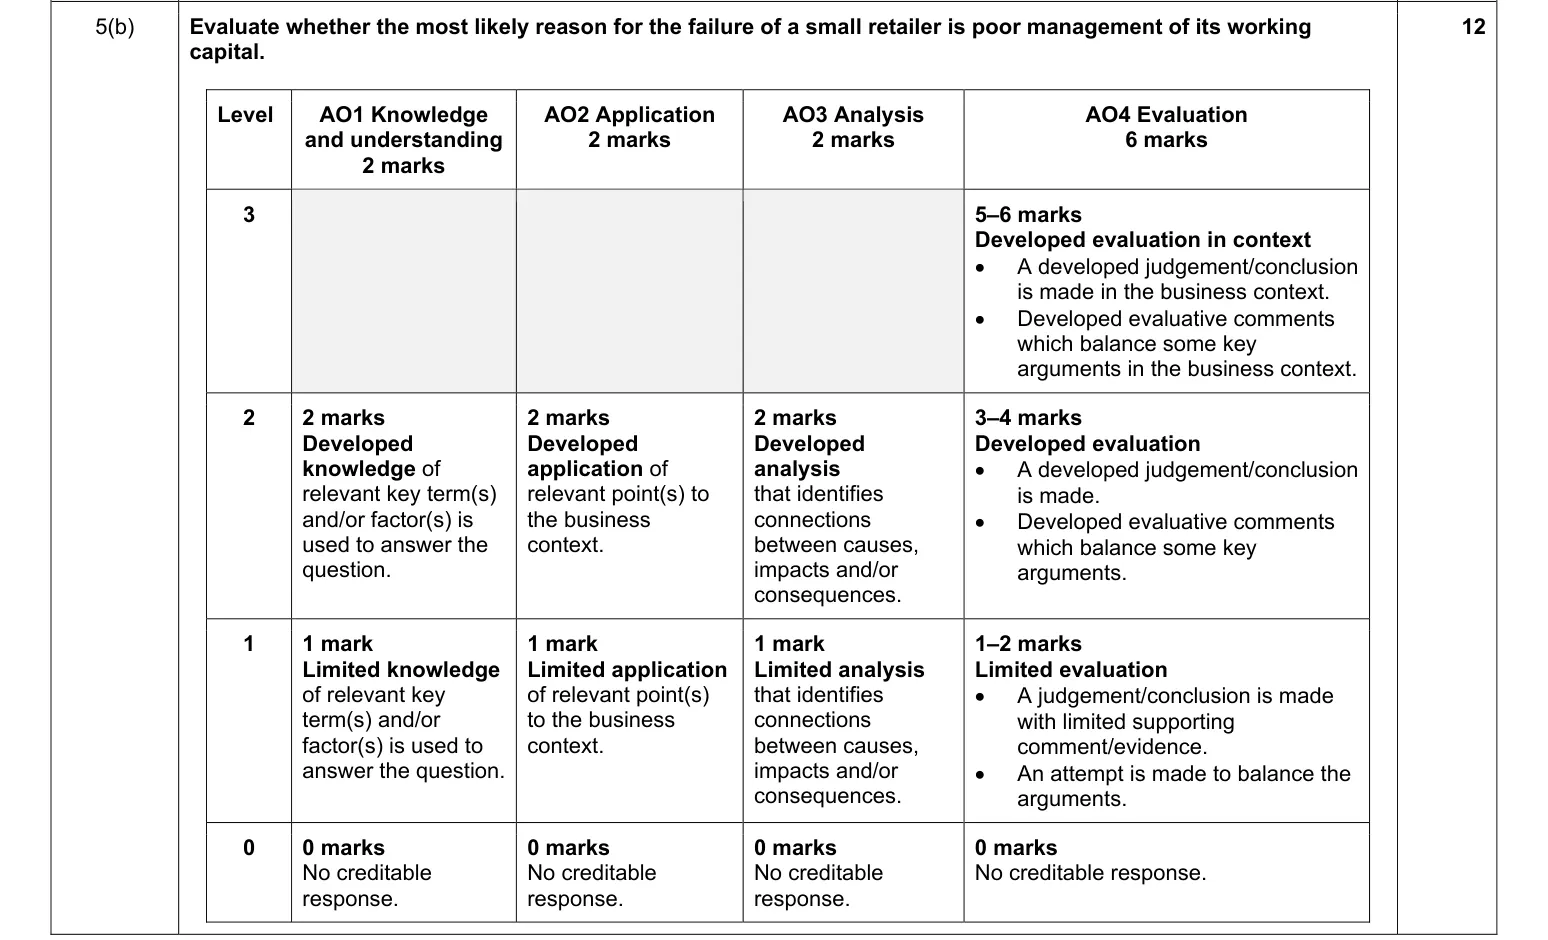 5(b)
Evaluate whether the most likely reason for the failure of a small retailer is poor management of its working
capital.
12
Level
AO1 Knowledge
and understanding
2 marks
AO2 Application
2 marks
AO3 Analysis
2 marks
AO4 Evaluation
6 marks
3
5–6 marks
Developed evaluation in context
• A developed judgement/conclusion
is made in the business context.
• Developed evaluative comments
which balance some key
arguments in the business context.
2
2 marks
Developed
knowledge of
relevant key term(s)
and/or factor(s) is
used to answer the
question.
2 marks
Developed
application of
relevant point(s) to
the business
context.
2 marks
Developed
analysis
that identifies
connections
between causes,
impacts and/or
consequences.
3–4 marks
Developed evaluation
• A developed judgement/conclusion
is made.
• Developed evaluative comments
which balance some key
arguments.
1
1 mark
Limited knowledge
of relevant key
term(s) and/or
factor(s) is used to
answer the question.
1 mark
Limited application
of relevant point(s)
to the business
context.
1 mark
Limited analysis
that identifies
connections
between causes,
impacts and/or
consequences.
1–2 marks
Limited evaluation
• A judgement/conclusion is made
with limited supporting
comment/evidence.
• An attempt is made to balance the
arguments.
0
0 marks
No creditable
response.
0 marks
No creditable
response.
0 marks
No creditable
response.
0 marks
No creditable response.